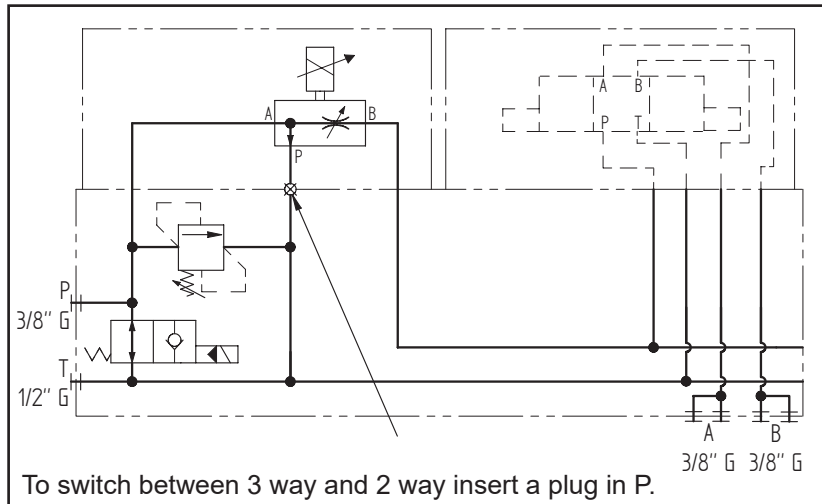 A B
A B
P T
P
P
3/8" G
T
1/2" G
A B
3/8" G 3/8" G
To switch between 3 way and 2 way insert a plug in P.